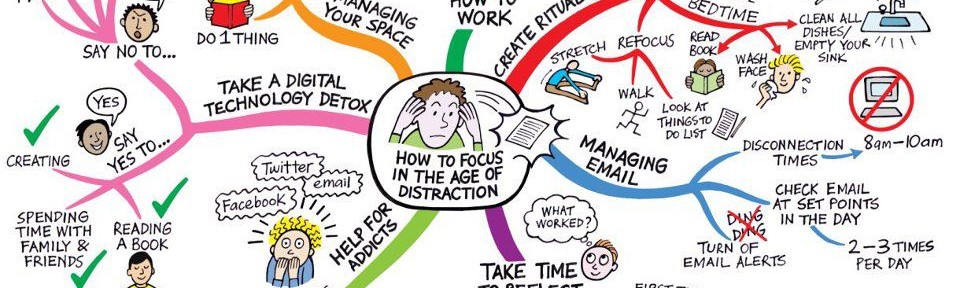 SAY NO TO...
DO 1 THING
MANAGING
YOUR SPACE
HOW TO
WORK
CREATE RITUALS
STRETCH
REFOCUS
WALK
LOOK AT
THINGS TO
DO LIST
BEDTIME
READ
BOOK
WASH
FACE
CLEAN ALL
DISHES/
EMPTY YOUR
SINK
TAKE A DIGITAL
TECHNOLOGY DETOX
YES
SAY
YES TO...
CREATING
SPENDING
TIME WITH
FAMILY &
FRIENDS
READING
A BOOK
HOW TO FOCUS
IN THE AGE OF
DISTRACTION
MANAGING
EMAIL
DISCONNECTION
TIMES
8am-10am
CHECK EMAIL
AT SET POINTS
IN THE DAY
2-3 TIMES
PER DAY
DING
DING
TURN OF
EMAIL ALERTS
Twitter
email
Facebook
HELP FOR
ADDICTS
WHAT
WORKED?
TAKE TIME
TO REFLECT